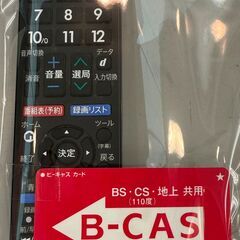 7 8 9
10/0 11 12
音声切換 データ
+ + d
音量 選局
消音 入力切換
番組表(予約) 録画リスト
ホーム ツール
決定
(字幕)
終了 戻る
青
ビーキャス カード
BS・CS・地上 共用
(110度)
B-CAS